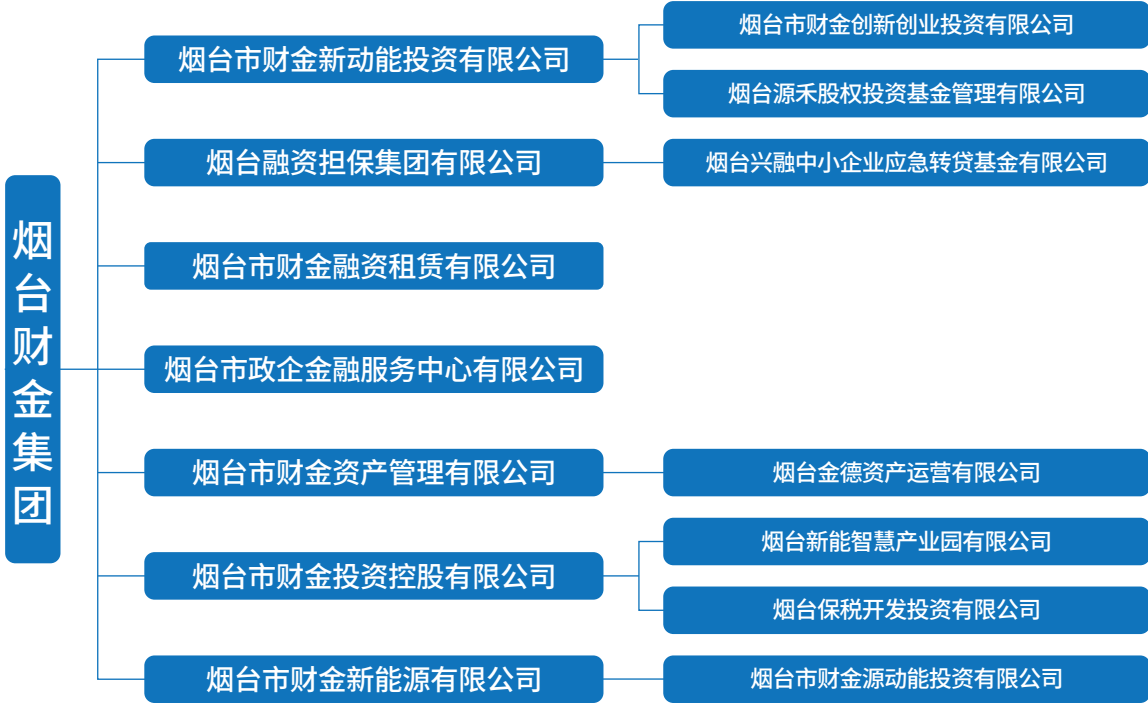 烟台财金集团
烟台市财金新动能投资有限公司
烟台市财金创新创业投资有限公司
烟台源禾股权投资基金管理有限公司
烟台融资担保集团有限公司
烟台兴融中小企业应急转贷基金有限公司
烟台市财金融资租赁有限公司
烟台市政企金融服务中心有限公司
烟台市财金资产管理有限公司
烟台金德资产运营有限公司
烟台市财金投资控股有限公司
烟台新能智慧产业园有限公司
烟台保税开发投资有限公司
烟台市财金新能源有限公司
烟台市财金源动能投资有限公司